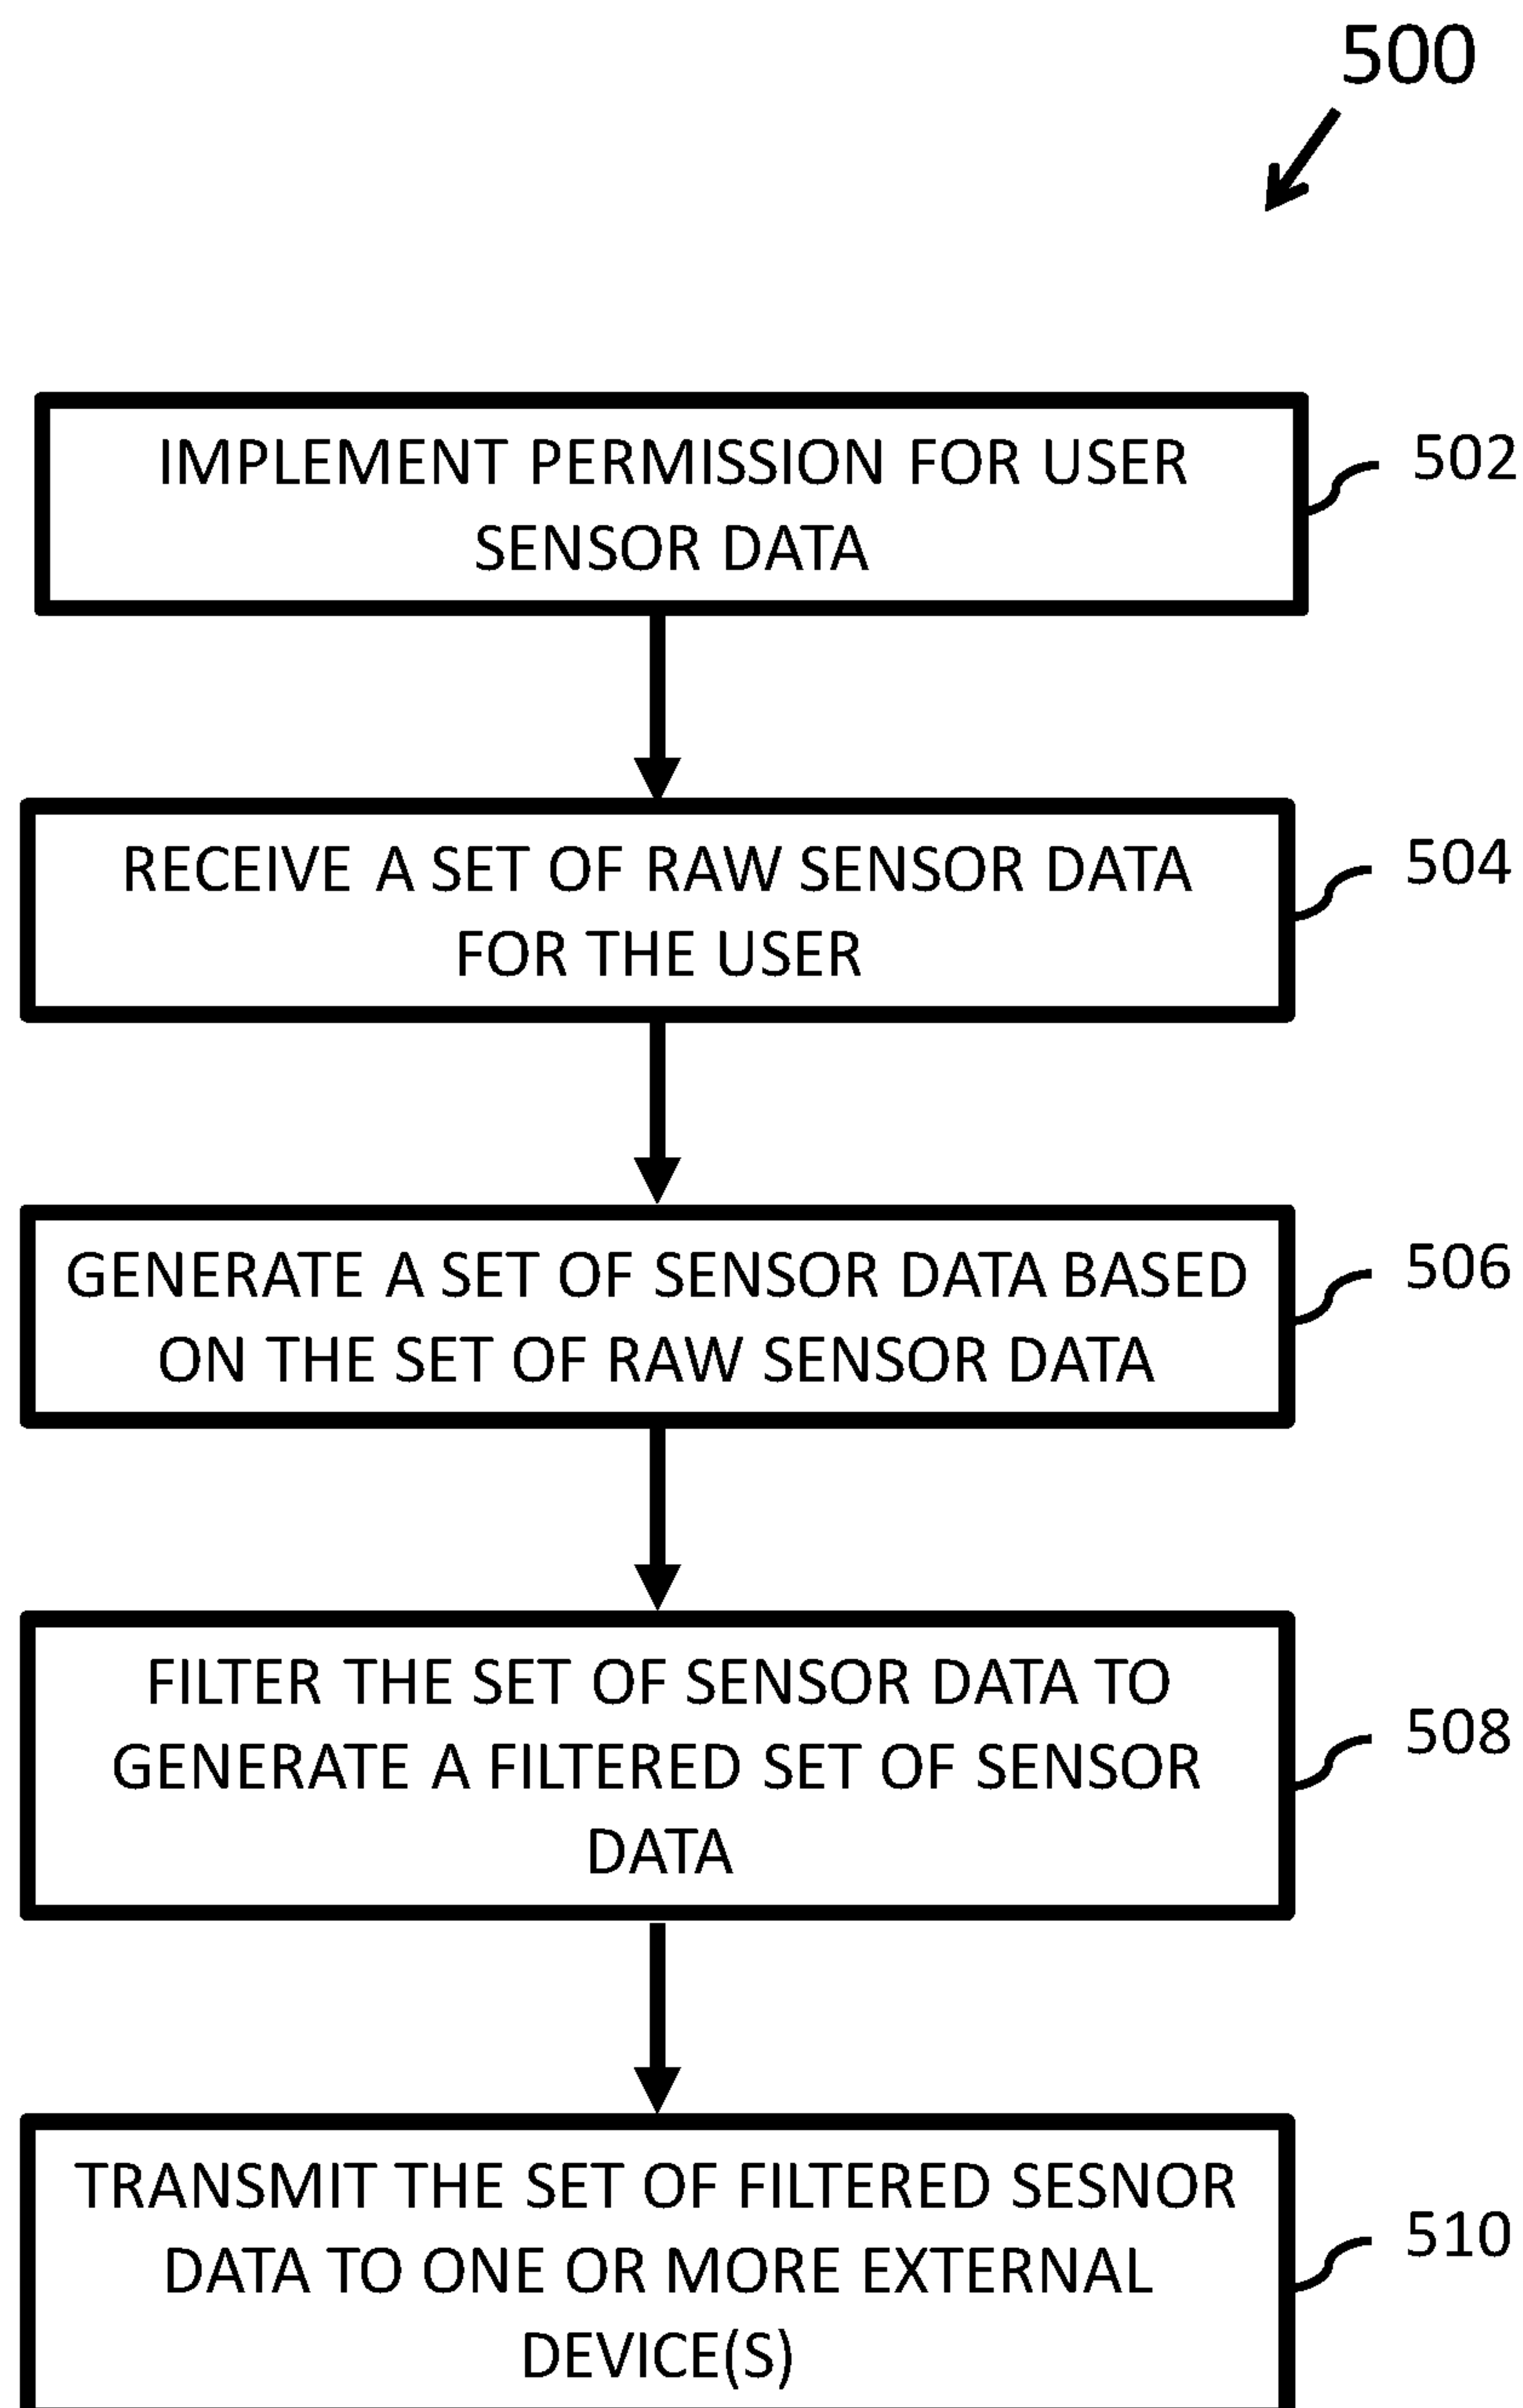 500
IMPLEMENT PERMISSION FOR USER
SENSOR DATA
502
RECEIVE A SET OF RAW SENSOR DATA
FOR THE USER
504
GENERATE A SET OF SENSOR DATA BASED
ON THE SET OF RAW SENSOR DATA
506
FILTER THE SET OF SENSOR DATA TO
GENERATE A FILTERED SET OF SENSOR
DATA
508
TRANSMIT THE SET OF FILTERED SESNOR
DATA TO ONE OR MORE EXTERNAL
DEVICE(S)
510